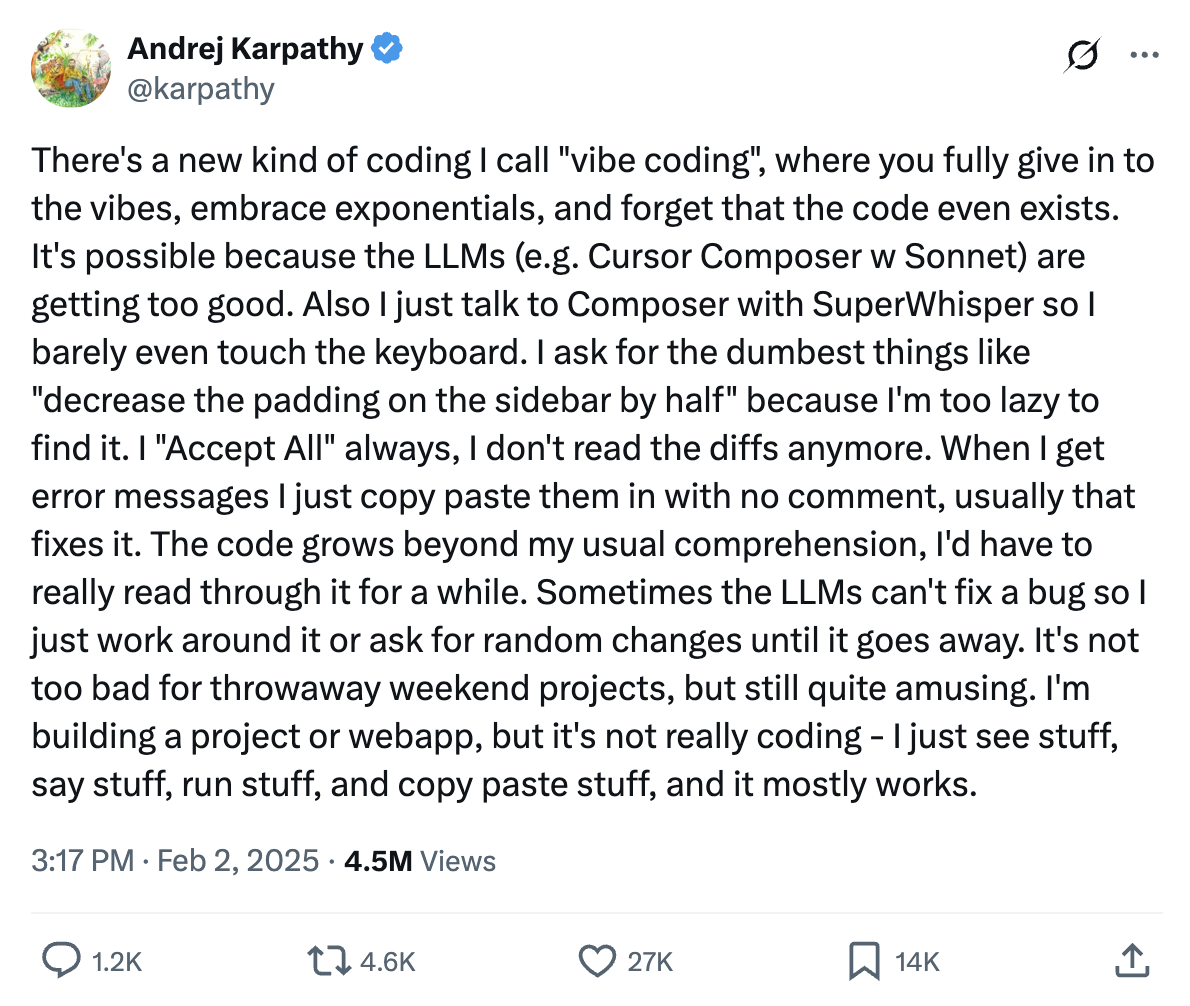 Andrej Karpathy
@karpathy
There's a new kind of coding I call "vibe coding", where you fully give in to
the vibes, embrace exponentials, and forget that the code even exists.
It's possible because the LLMs (e.g. Cursor Composer w Sonnet) are
getting too good. Also I just talk to Composer with SuperWhisper so I
barely even touch the keyboard. I ask for the dumbest things like
"decrease the padding on the sidebar by half" because I'm too lazy to
find it. I "Accept All" always, I don't read the diffs anymore. When I get
error messages I just copy paste them in with no comment, usually that
fixes it. The code grows beyond my usual comprehension, I'd have to
really read through it for a while. Sometimes the LLMs can't fix a bug so I
just work around it or ask for random changes until it goes away. It's not
too bad for throwaway weekend projects, but still quite amusing. I'm
building a project or webapp, but it's not really coding - I just see stuff,
say stuff, run stuff, and copy paste stuff, and it mostly works.
3:17 PM · Feb 2, 2025 · 4.5M Views
1.2K 4.6K 27K 14K